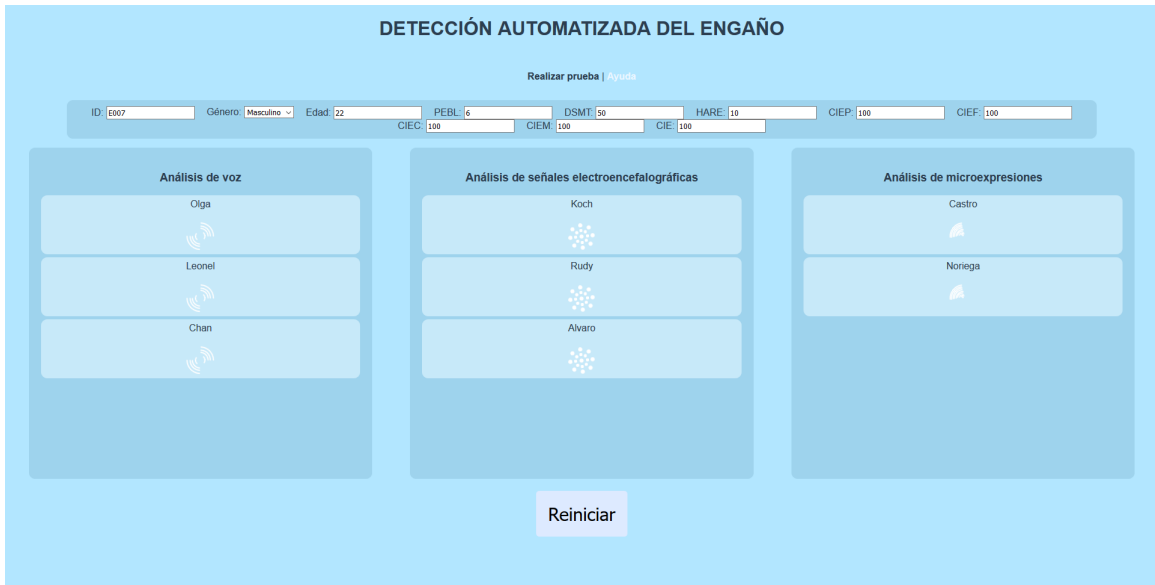 DETECCIÓN AUTOMATIZADA DEL ENGAÑO
Realizar prueba | Ayuda
ID: E007 Género: Masculino Edad: 22 PEBL: 6 DSMT: 50 HARE: 10 CIEP: 100 CIEF: 100
CIEC: 100 CIEM: 100 CIE: 100
Análisis de voz
Olga
Leonel
Chan
Análisis de señales electroencefalográficas
Koch
Rudy
Alvaro
Análisis de microexpresiones
Castro
Noriega
Reiniciar